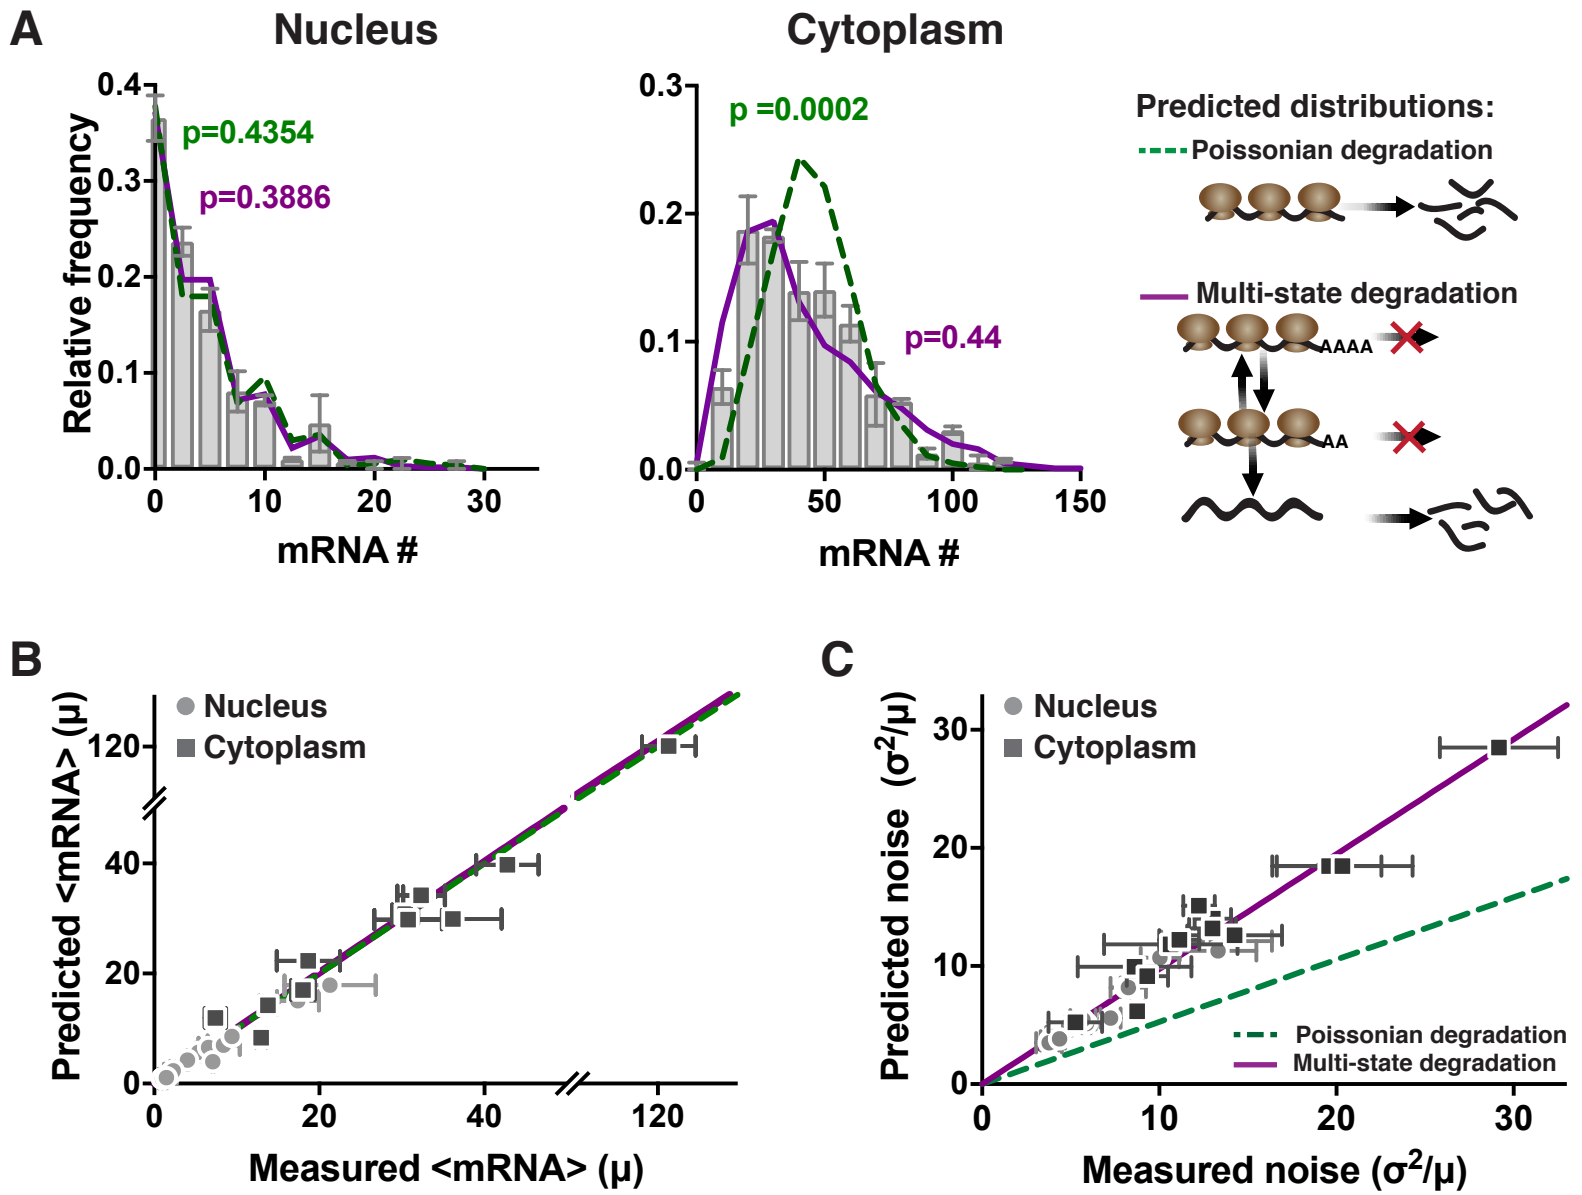 A
Nucleus
Cytoplasm
0.4
0.3
0.2
0.1
0.0
Relative frequency
p=0.4354
p=0.3886
0
10
20
30
mRNA #
0.3
0.2
0.1
0.0
p =0.0002
p=0.44
0
50
100
150
mRNA #
Predicted distributions:
Poissonian degradation
Multi-state degradation
AAAA
AA
B
Predicted <mRNA> (μ)
120
40
20
0
Nucleus
Cytoplasm
0
20
40
120
Measured <mRNA> (μ)
C
Predicted noise (σ²/μ)
30
20
10
0
Nucleus
Cytoplasm
Poissonian degradation
Multi-state degradation
0
10
20
30
Measured noise (σ²/μ)